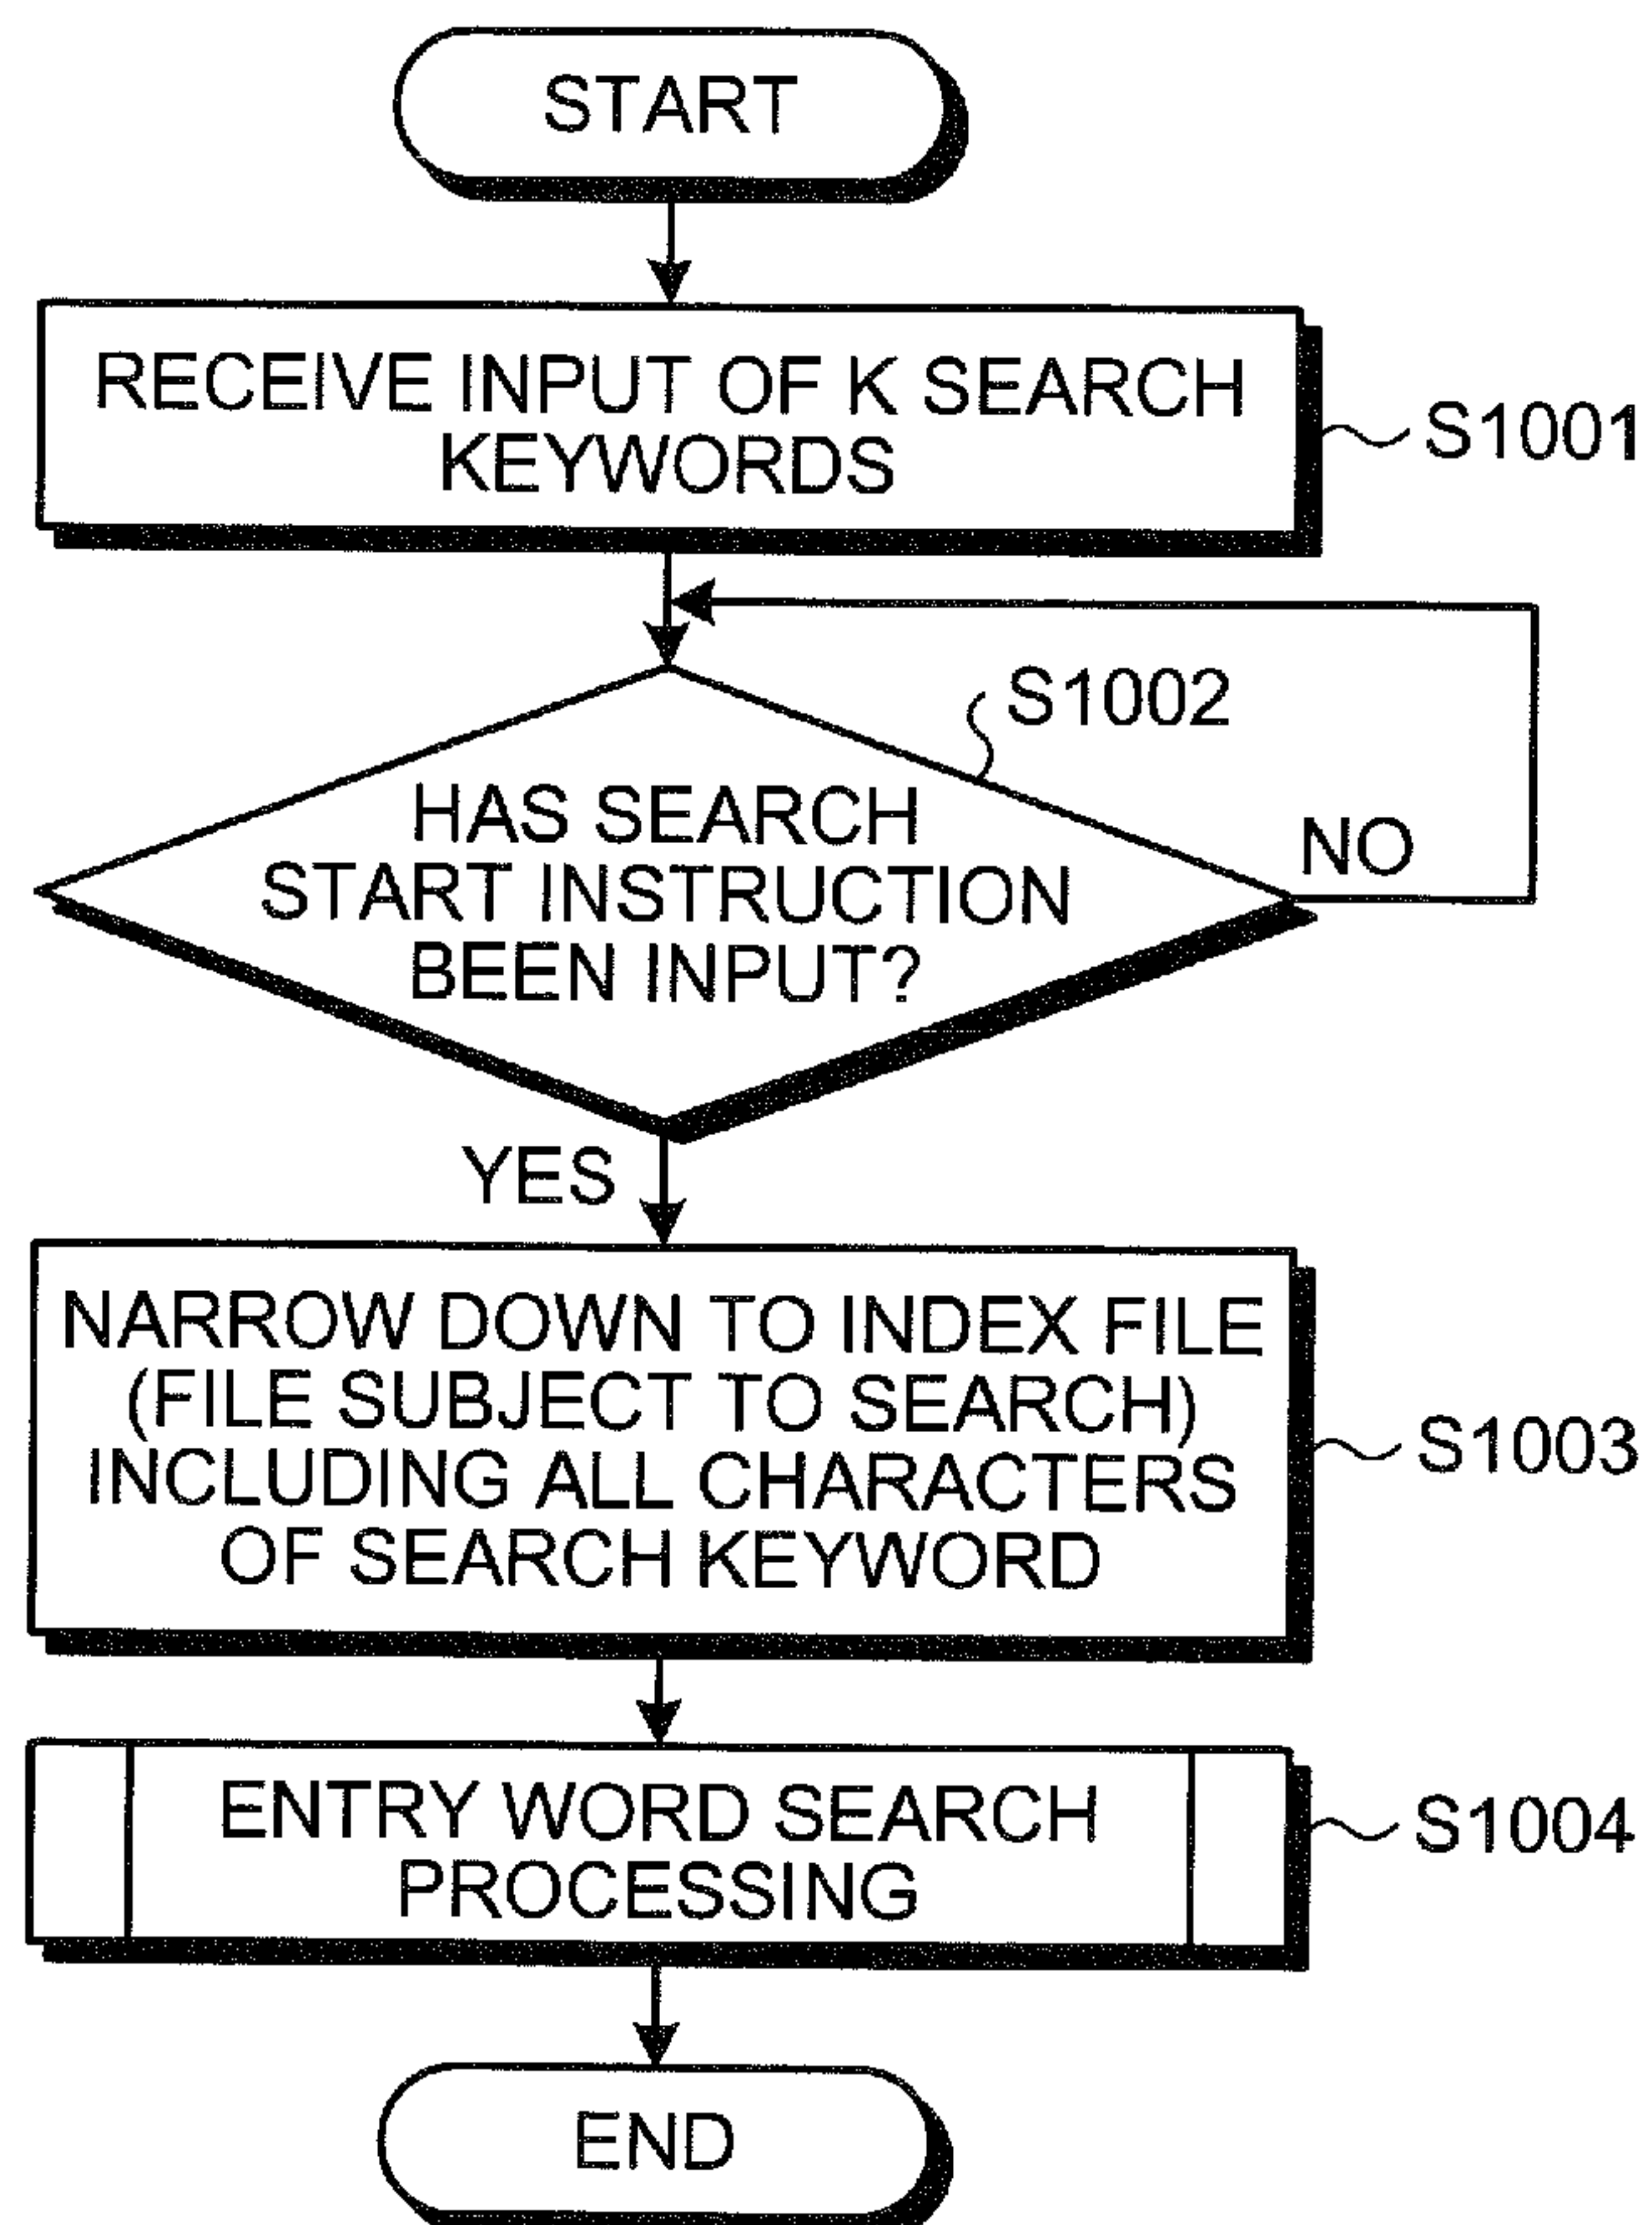 START
RECEIVE INPUT OF K SEARCH
KEYWORDS
S1001
S1002
HAS SEARCH
START INSTRUCTION
BEEN INPUT?
NO
YES
NARROW DOWN TO INDEX FILE
(FILE SUBJECT TO SEARCH)
INCLUDING ALL CHARACTERS
OF SEARCH KEYWORD
S1003
ENTRY WORD SEARCH
PROCESSING
S1004
END